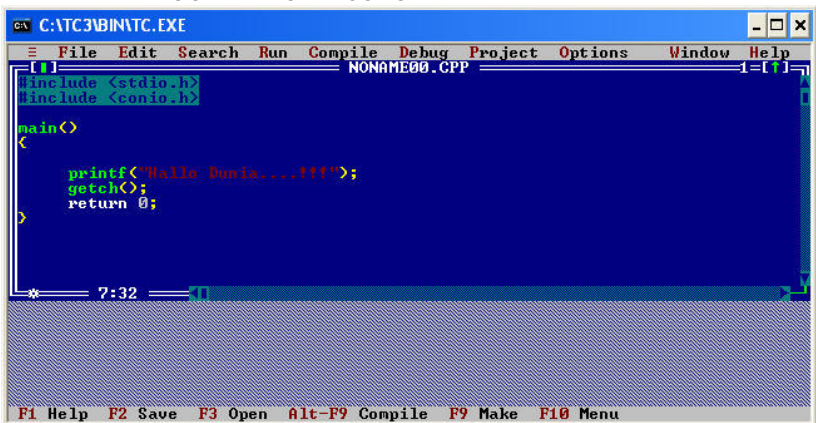 C:\TC3\BIN\TC.EXE
≡ File Edit Search Run Compile Debug Project Options Window Help
[■] NONAME00.CPP 1=[↑]
#include <stdio.h>
#include <conio.h>
main()
{
printf("Hallo Dunia....!!!");
getch();
return 0;
}
7:32
F1 Help F2 Save F3 Open Alt-F9 Compile F9 Make F10 Menu